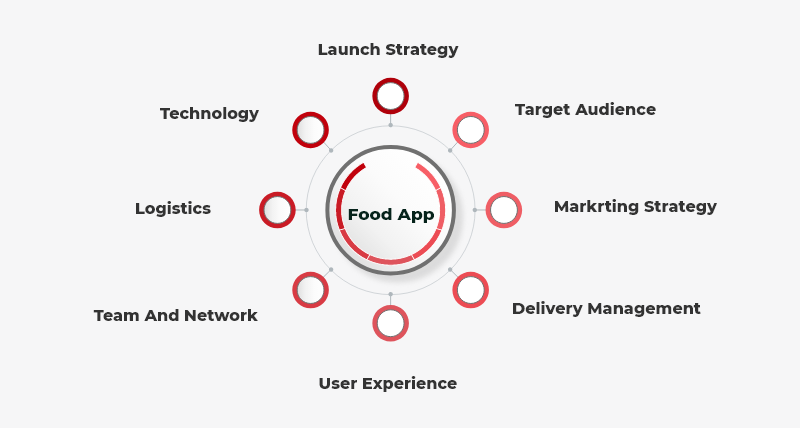 Launch Strategy
Technology
Target Audience
Logistics
Food App
Markrting Strategy
Team And Network
Delivery Management
User Experience